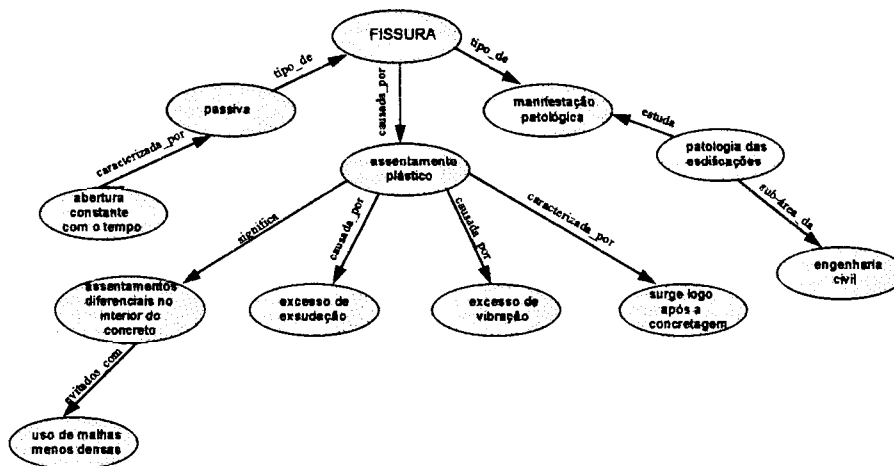 FISSURA
tipo_de
tipo_de
passiva
causada_por
manifestação
patológica
estuda
caracterizada_por
patologia das
esdificações
assentamento
plástico
abertura
constante
com o tempo
sub-área_da
significa
causada_por
causada_por
caracterizada_por
engenharia
civil
assentamentos
diferenciais no
interior do
concreto
excesso de
exsudação
excesso de
vibração
surge logo
após a
concretagem
evitados_com
uso de malhas
menos densas